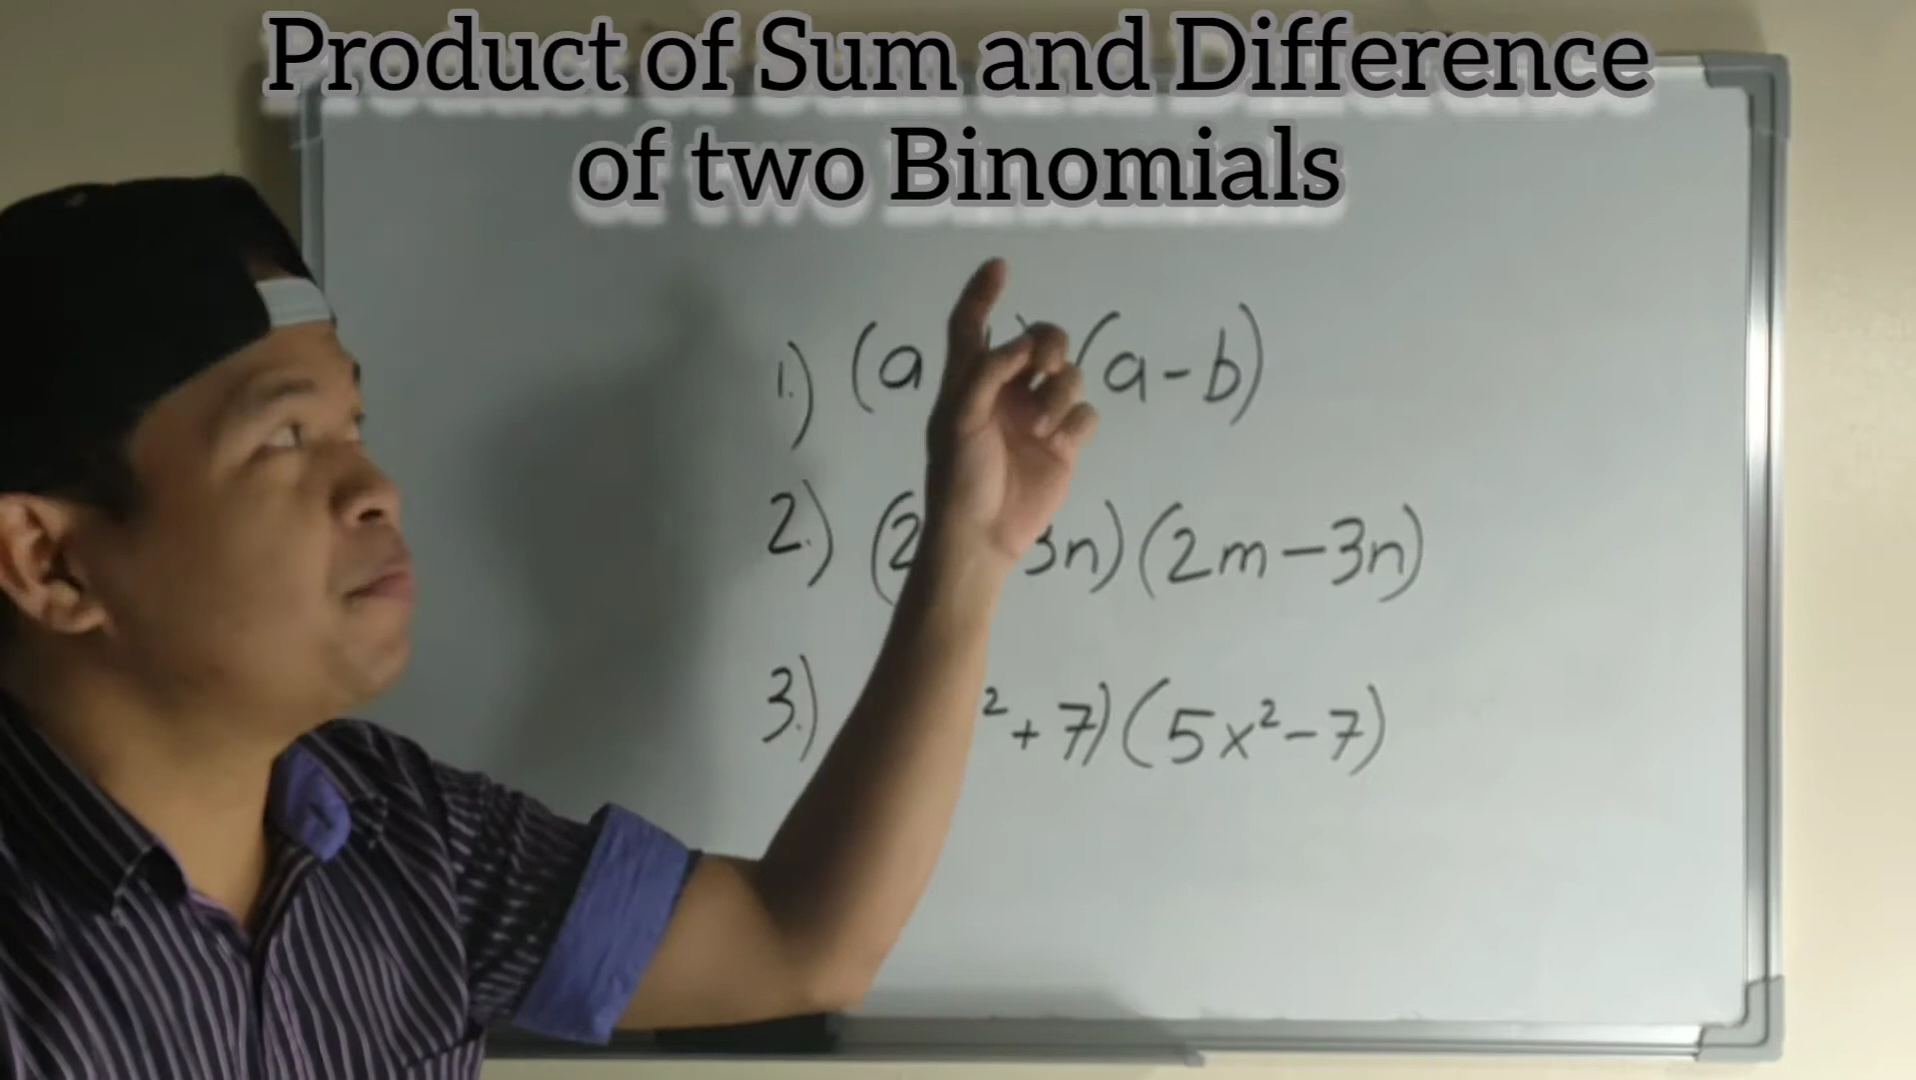 Product of Sum and Difference
of two Binomials
1.) (a ) (a - b)
2.) (2 3n) (2m - 3n)
3.) ² + 7) (5x² - 7)